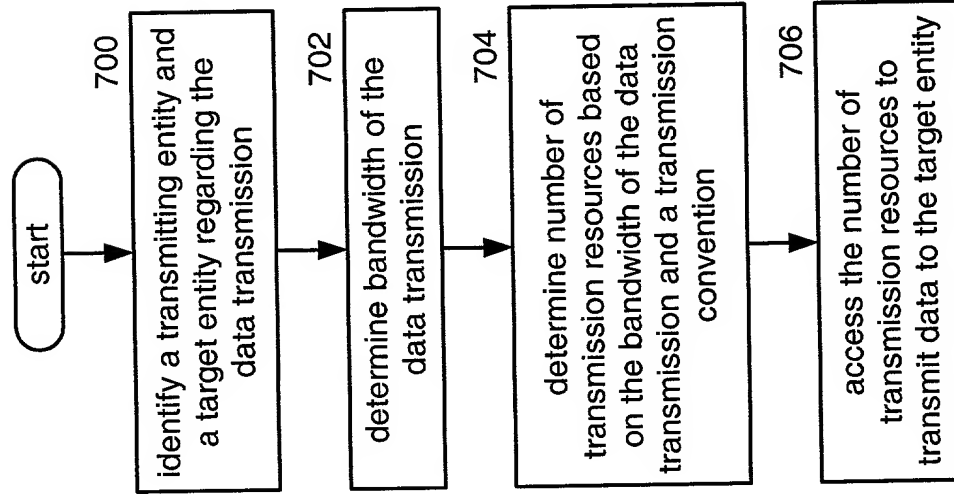 start
700
identify a transmitting entity and
a target entity regarding the
data transmission
702
determine bandwidth of the
data transmission
704
determine number of
transmission resources based
on the bandwidth of the data
transmission and a transmission
convention
706
access the number of
transmission resources to
transmit data to the target entity